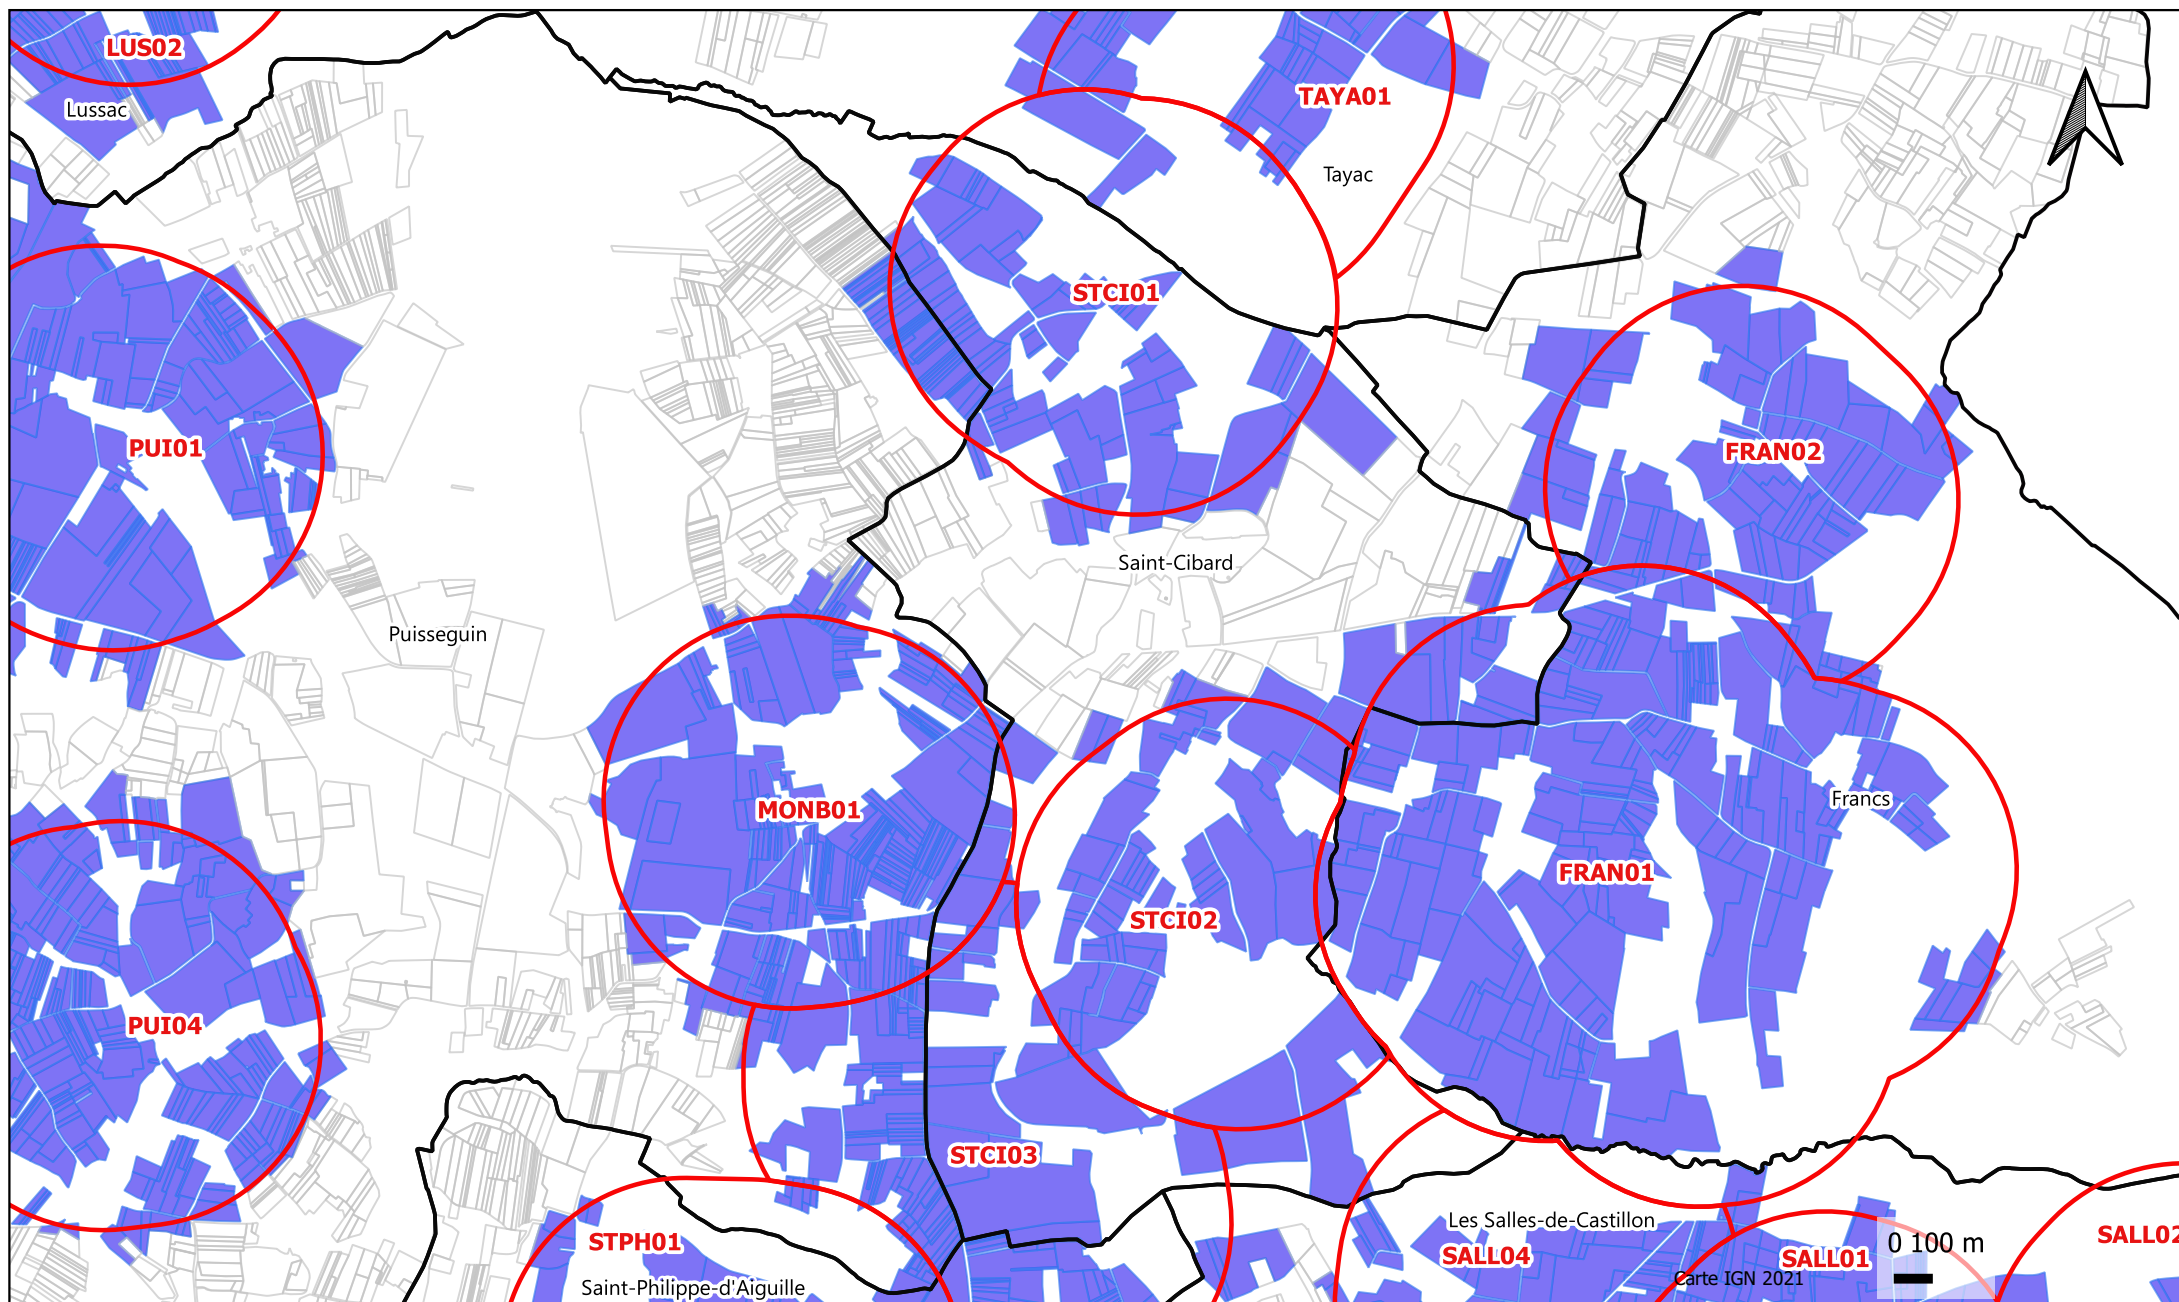 LUS02
Lussac
TAYA01
Tayac
STCI01
PUI01
FRAN02
Saint-Cibard
Puisseguin
MONB01
Francs
FRAN01
STCI02
PUI04
STCI03
STPH01
Les Salles-de-Castillon
SALL04
SALL01
SALL02
0 100 m
Carte IGN 2021
Saint-Philippe-d'Aiguille